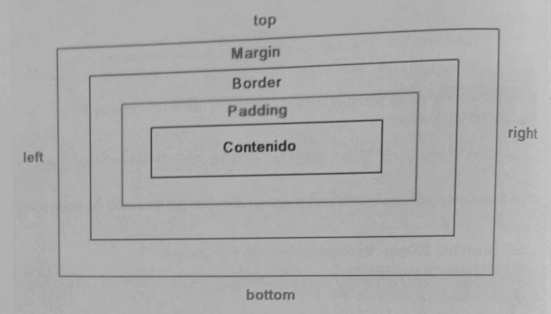 top
Margin
Border
Padding
Contenido
left
right
bottom